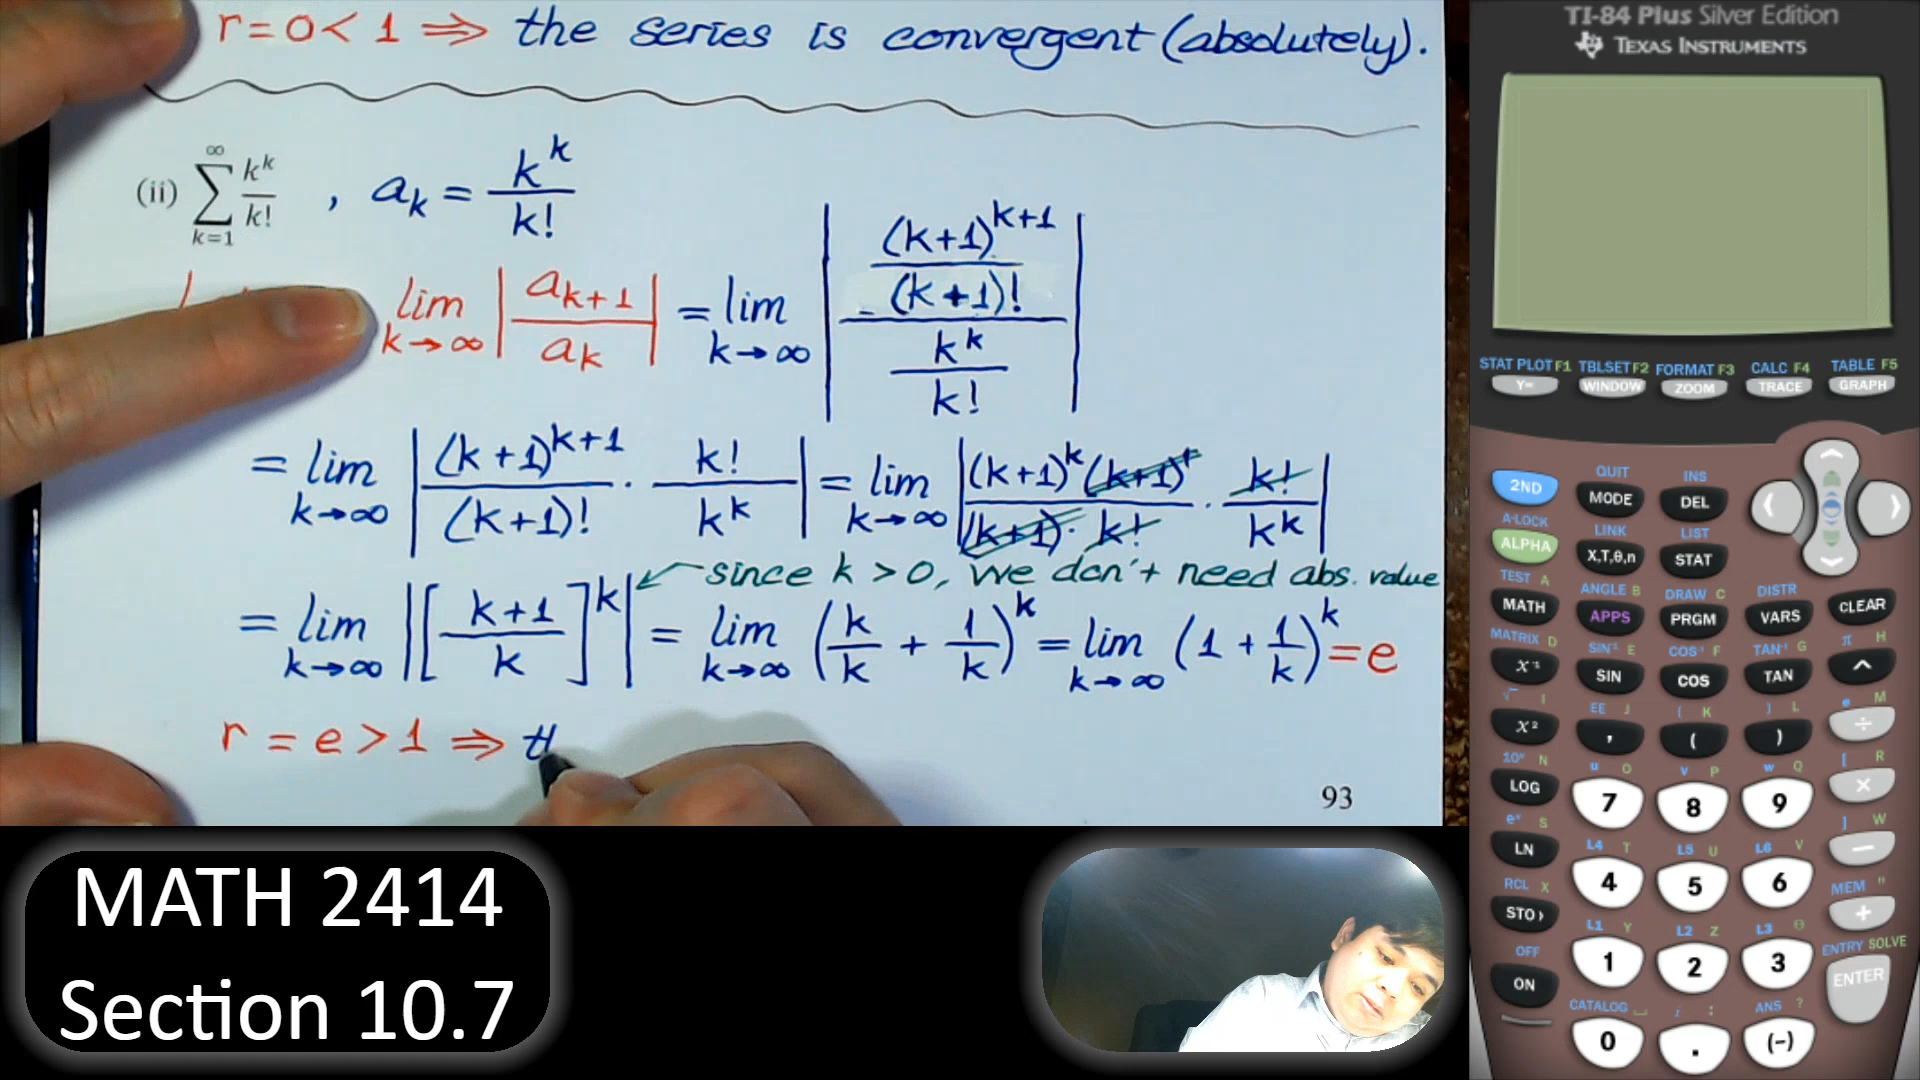 r = 0 < 1 ⇒ the series is convergent (absolutely).
(ii) ∑_{k=1}^{∞} k^k / k! , a_k = k^k / k!
lim_{k→∞} | a_{k+1} / a_k | = lim_{k→∞} | ((k+1)^{k+1} / (k+1)!) / (k^k / k!) |
= lim_{k→∞} | (k+1)^{k+1} / (k+1)! · k! / k^k | = lim_{k→∞} | (k+1)^k (k+1)^1 / ((k+1) · k!) · k! / k^k |
since k > 0, we don't need abs. value
= lim_{k→∞} | [ (k+1) / k ]^k | = lim_{k→∞} ( k/k + 1/k )^k = lim_{k→∞} ( 1 + 1/k )^k = e
r = e > 1 ⇒ th
93
MATH 2414
Section 10.7
TI-84 Plus Silver Edition
TEXAS INSTRUMENTS
STAT PLOT F1 TBLSET F2 FORMAT F3 CALC F4 TABLE F5
Y= WINDOW ZOOM TRACE GRAPH
QUIT INS
2ND MODE DEL
A-LOCK LINK LIST
ALPHA X,T,θ,n STAT
TEST A ANGLE B DRAW C DISTR
MATH APPS PRGM VARS CLEAR
MATRIX D SIN⁻¹ E COS⁻¹ F TAN⁻¹ G π H
x⁻¹ SIN COS TAN ^
√ I EE J { K } L e M
x² , ( ) ÷
10ˣ N u O v P w Q [ R
LOG 7 8 9 ×
eˣ S L4 T L5 U L6 V ] W
LN 4 5 6 −
RCL X L1 Y L2 Z L3 θ MEM "
STO▸ 1 2 3 +
OFF CATALOG ⎵ i : ANS ? ENTRY SOLVE
ON 0 . (-) ENTER